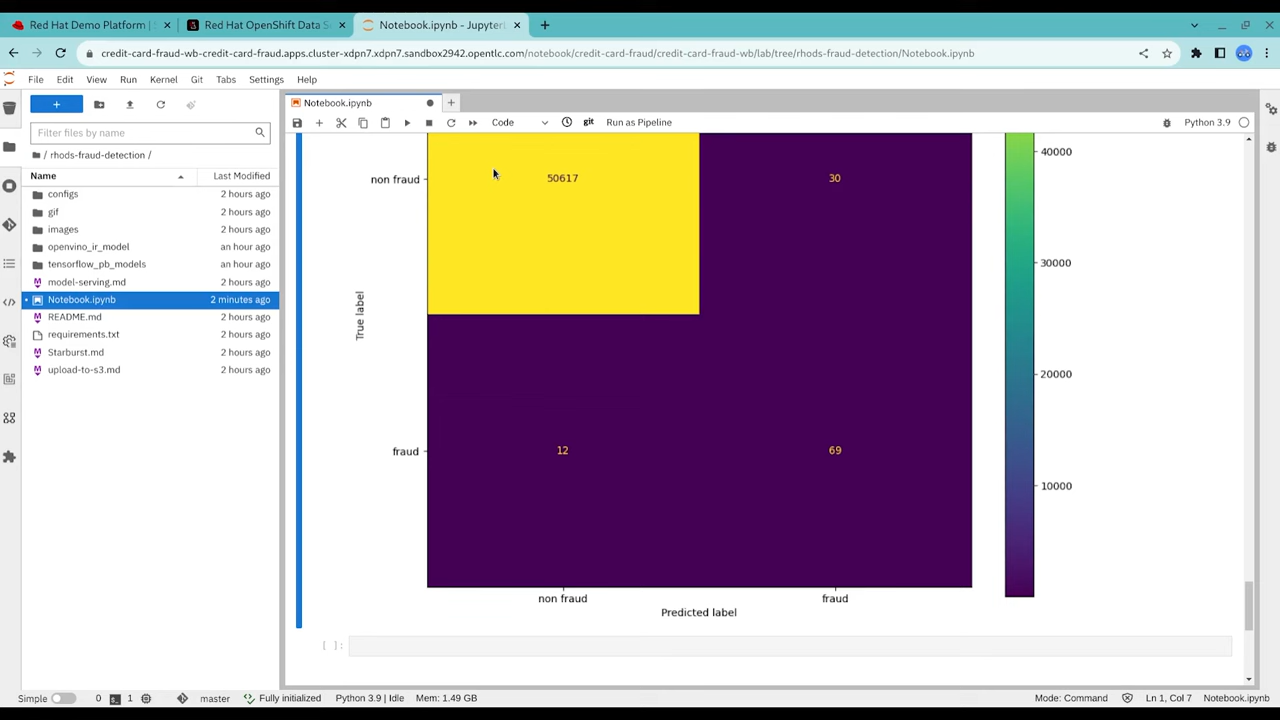 Red Hat Demo Platform |
Red Hat OpenShift Data S
Notebook.ipynb - Jupyter
credit-card-fraud-wb-credit-card-fraud.apps.cluster-xdpn7.xdpn7.sandbox2942.opentlc.com/notebook/credit-card-fraud/credit-card-fraud-wb/lab/tree/rhods-fraud-detection/Notebook.ipynb
File Edit View Run Kernel Git Tabs Settings Help
Notebook.ipynb
Code git Run as Pipeline Python 3.9
Filter files by name
/ rhods-fraud-detection /
Name Last Modified
configs 2 hours ago
gif 2 hours ago
images 2 hours ago
openvino_ir_model an hour ago
tensorflow_pb_models an hour ago
model-serving.md 2 hours ago
Notebook.ipynb 2 minutes ago
README.md 2 hours ago
requirements.txt 2 hours ago
Starburst.md 2 hours ago
upload-to-s3.md 2 hours ago
non fraud 50617 30
True label
fraud 12 69
non fraud fraud
Predicted label
40000
30000
20000
10000
[ ]:
Simple 0 1 master Fully initialized Python 3.9 | Idle Mem: 1.49 GB Mode: Command Ln 1, Col 7 Notebook.ipynb